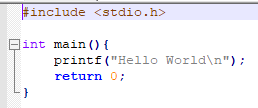 #include <stdio.h>
int main(){
printf("Hello World\n");
return 0;
}